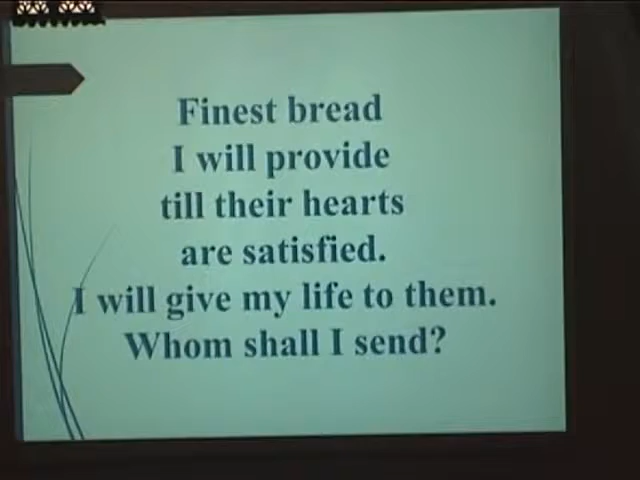 Finest bread
I will provide
till their hearts
are satisfied.
I will give my life to them.
Whom shall I send?